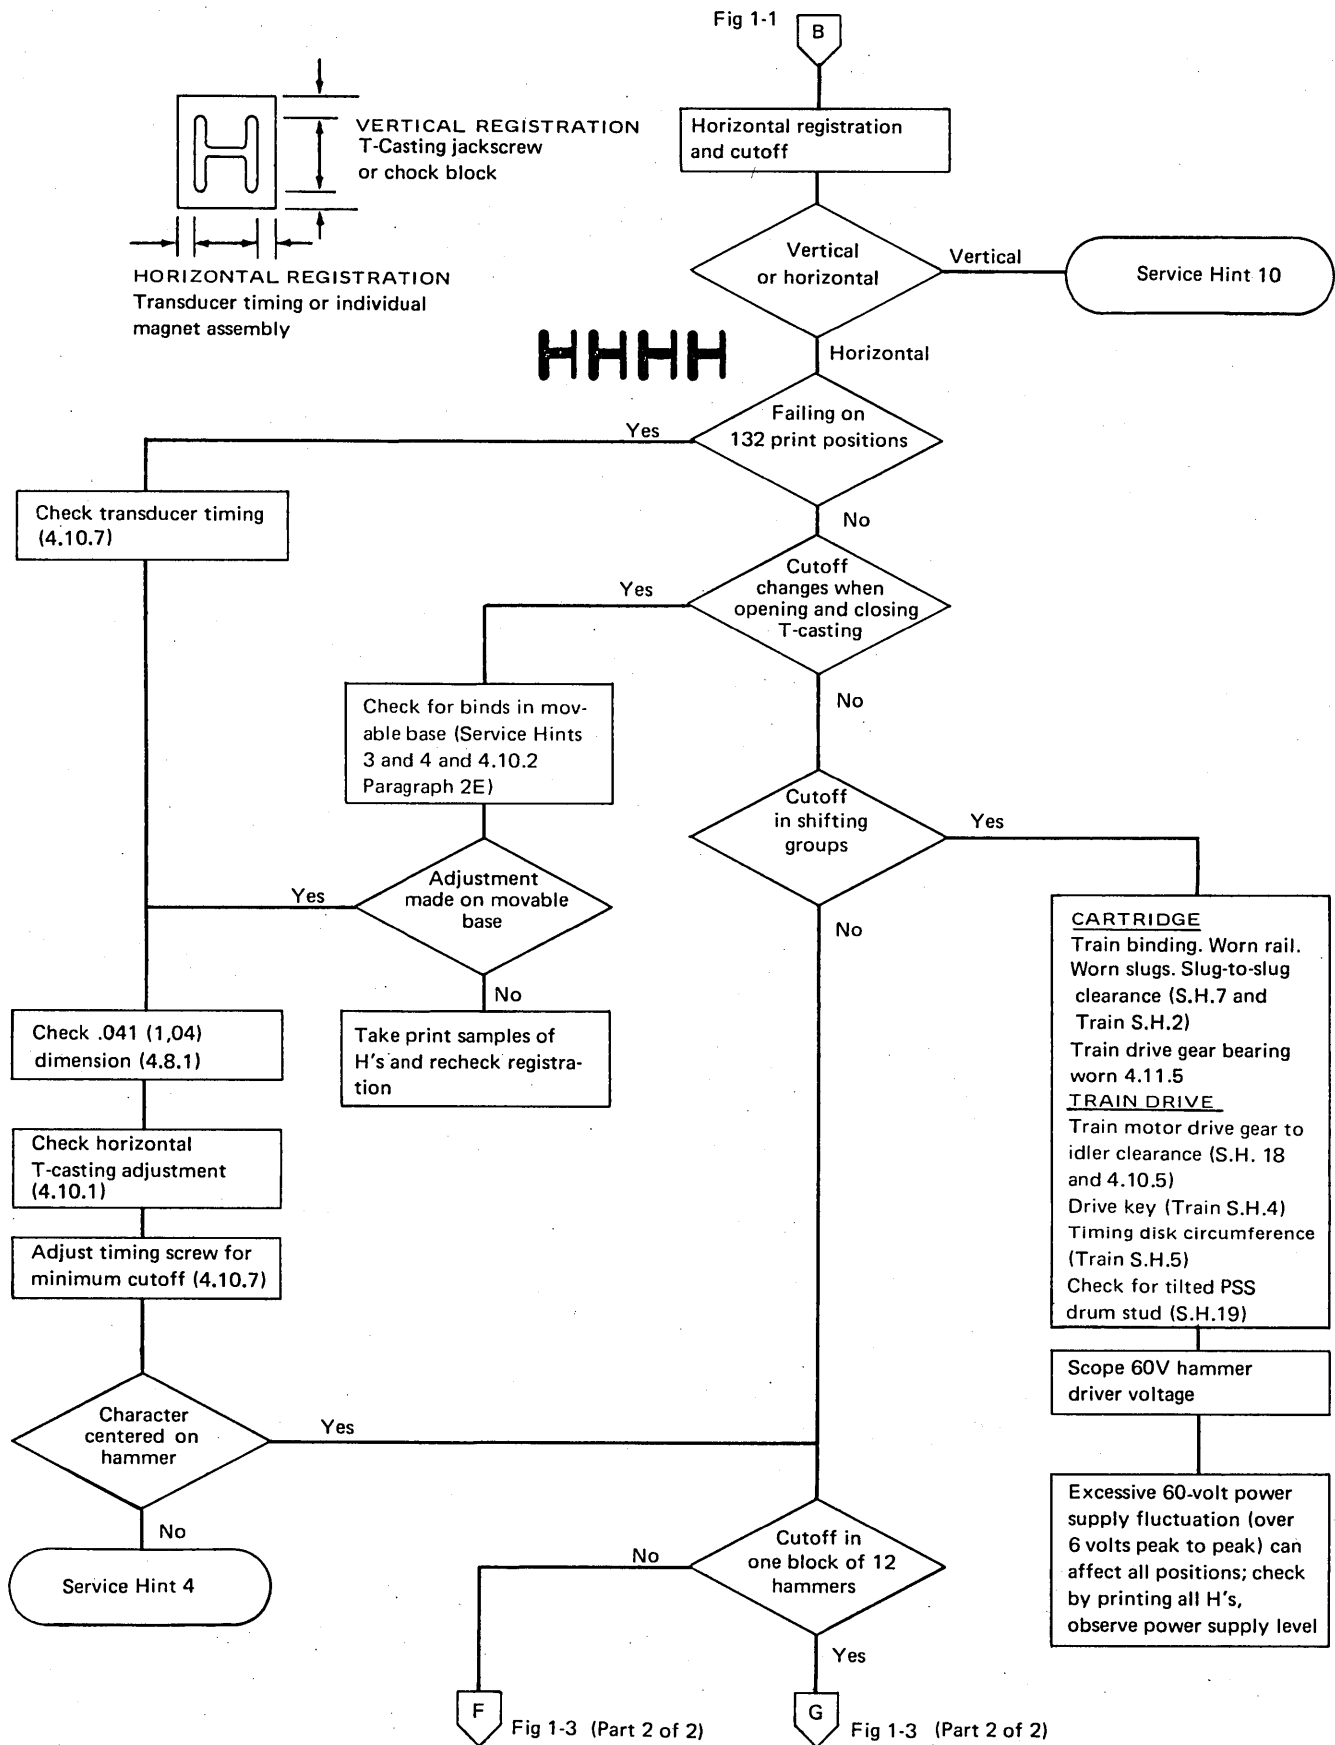 Fig 1-1
B
Horizontal registration
and cutoff
VERTICAL REGISTRATION
T-Casting jackscrew
or chock block
H
HORIZONTAL REGISTRATION
Transducer timing or individual
magnet assembly
Vertical
or horizontal
Vertical
Service Hint 10
Horizontal
HHHH
Failing on
132 print positions
Yes
No
Check transducer timing
(4.10.7)
Cutoff
changes when
opening and closing
T-casting
Yes
No
Check for binds in mov-
able base (Service Hints
3 and 4 and 4.10.2
Paragraph 2E)
Cutoff
in shifting
groups
Yes
No
Adjustment
made on movable
base
Yes
No
Take print samples of
H's and recheck registra-
tion
Check .041 (1,04)
dimension (4.8.1)
Check horizontal
T-casting adjustment
(4.10.1)
Adjust timing screw for
minimum cutoff (4.10.7)
CARTRIDGE
Train binding. Worn rail.
Worn slugs. Slug-to-slug
clearance (S.H.7 and
Train S.H.2)
Train drive gear bearing
worn 4.11.5
TRAIN DRIVE
Train motor drive gear to
idler clearance (S.H. 18
and 4.10.5)
Drive key (Train S.H.4)
Timing disk circumference
(Train S.H.5)
Check for tilted PSS
drum stud (S.H.19)
Scope 60V hammer
driver voltage
Excessive 60-volt power
supply fluctuation (over
6 volts peak to peak) can
affect all positions; check
by printing all H's,
observe power supply level
Character
centered on
hammer
Yes
No
Service Hint 4
Cutoff in
one block of 12
hammers
No
Yes
F
Fig 1-3 (Part 2 of 2)
G
Fig 1-3 (Part 2 of 2)